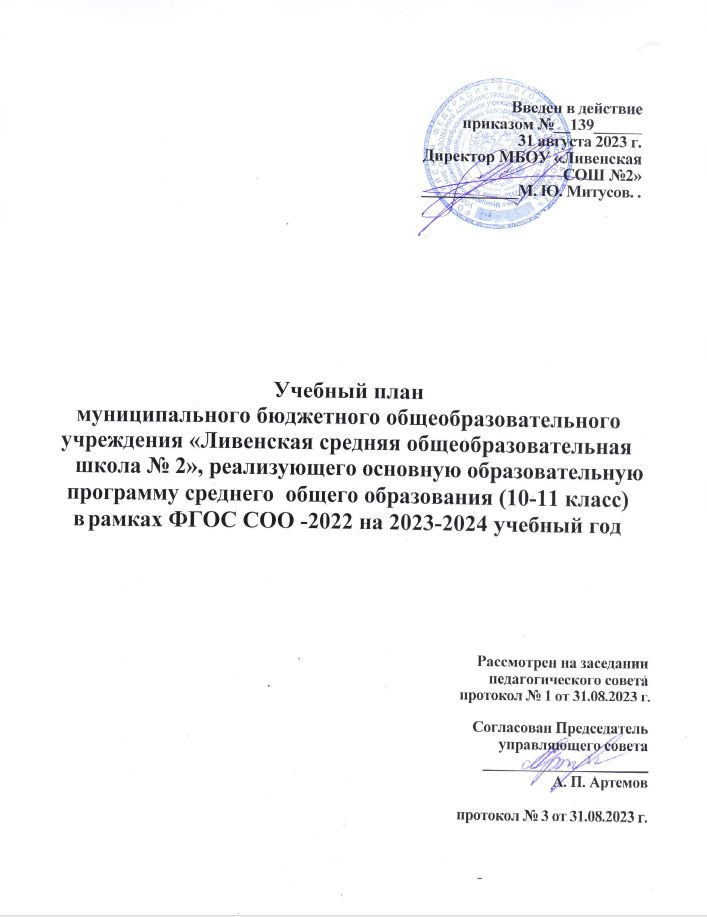 Введен в действие
приказом №__139______
31 августа 2023 г.
Директор МБОУ «Ливенская
СОШ №2»
____________М. Ю. Митусов. .
Учебный план
муниципального бюджетного общеобразовательного
учреждения «Ливенская средняя общеобразовательная
школа № 2», реализующего основную образовательную
программу среднего общего образования (10-11 класс)
в рамках ФГОС СОО -2022 на 2023-2024 учебный год
Рассмотрен на заседании
педагогического совета
протокол № 1 от 31.08.2023 г.
Согласован Председатель
управляющего совета
______________________
А. П. Артемов
протокол № 3 от 31.08.2023 г.